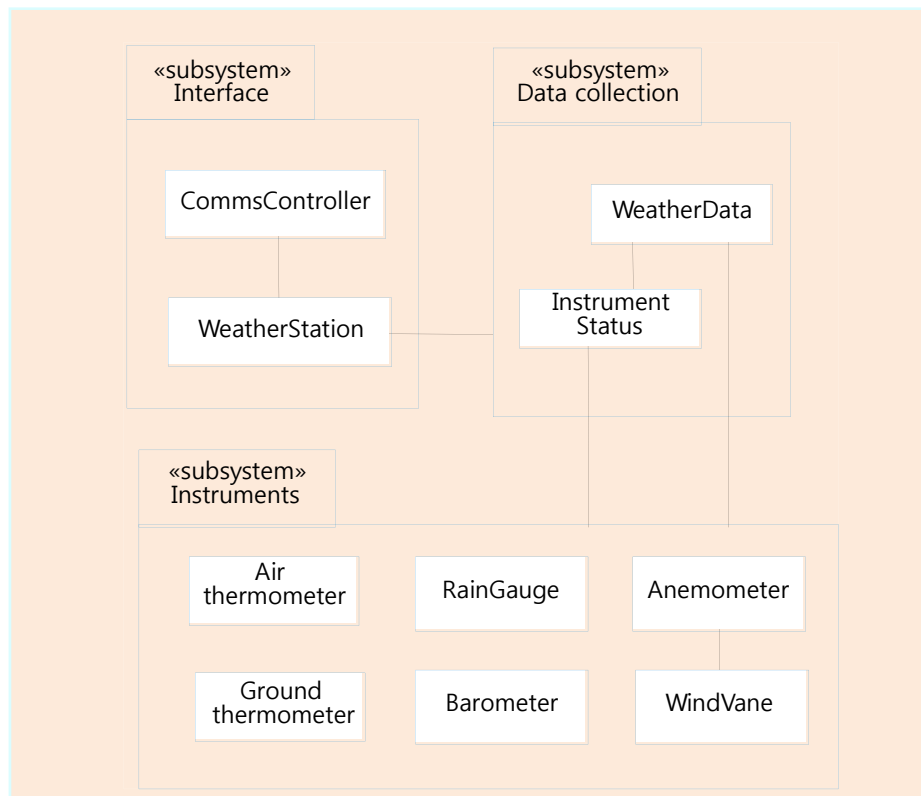 «subsystem»
Interface
CommsController
WeatherStation
«subsystem»
Data collection
WeatherData
Instrument
Status
«subsystem»
Instruments
Air
thermometer
RainGauge
Anemometer
Ground
thermometer
Barometer
WindVane